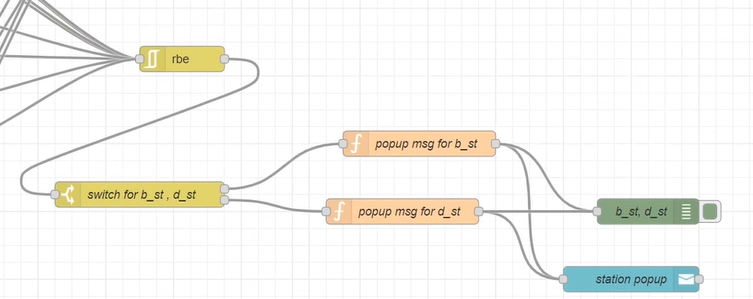 rbe
popup msg for b_st
switch for b_st , d_st
popup msg for d_st
b_st, d_st
station popup